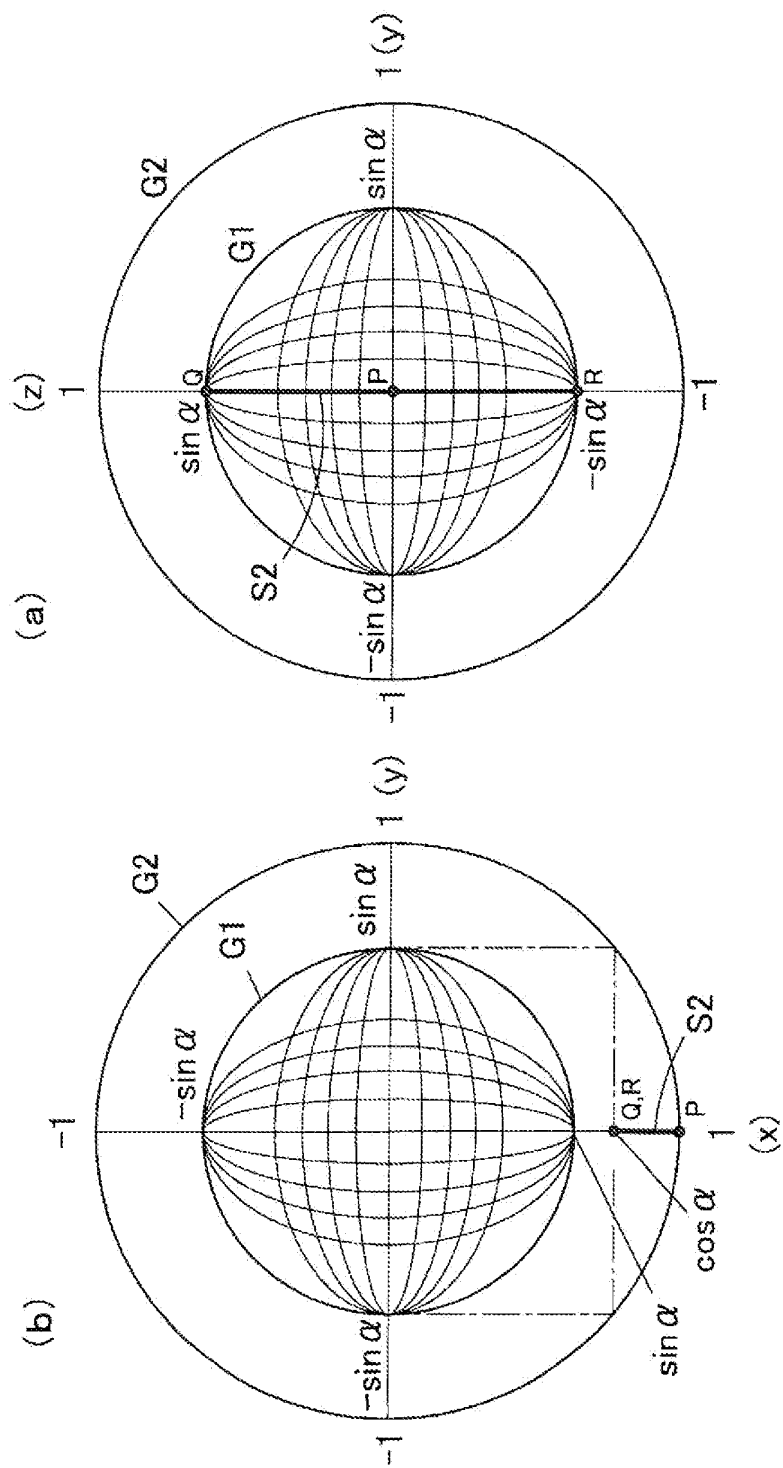 (a)
(z)
1
G2
G1
Q
sin α
P
S2
1 (y)
sin α
-sin α
-1
R
-sin α
-1
(b)
-1
G2
G1
-sin α
1 (y)
sin α
-sin α
-1
Q,R
S2
P
1
(x)
cos α
sin α